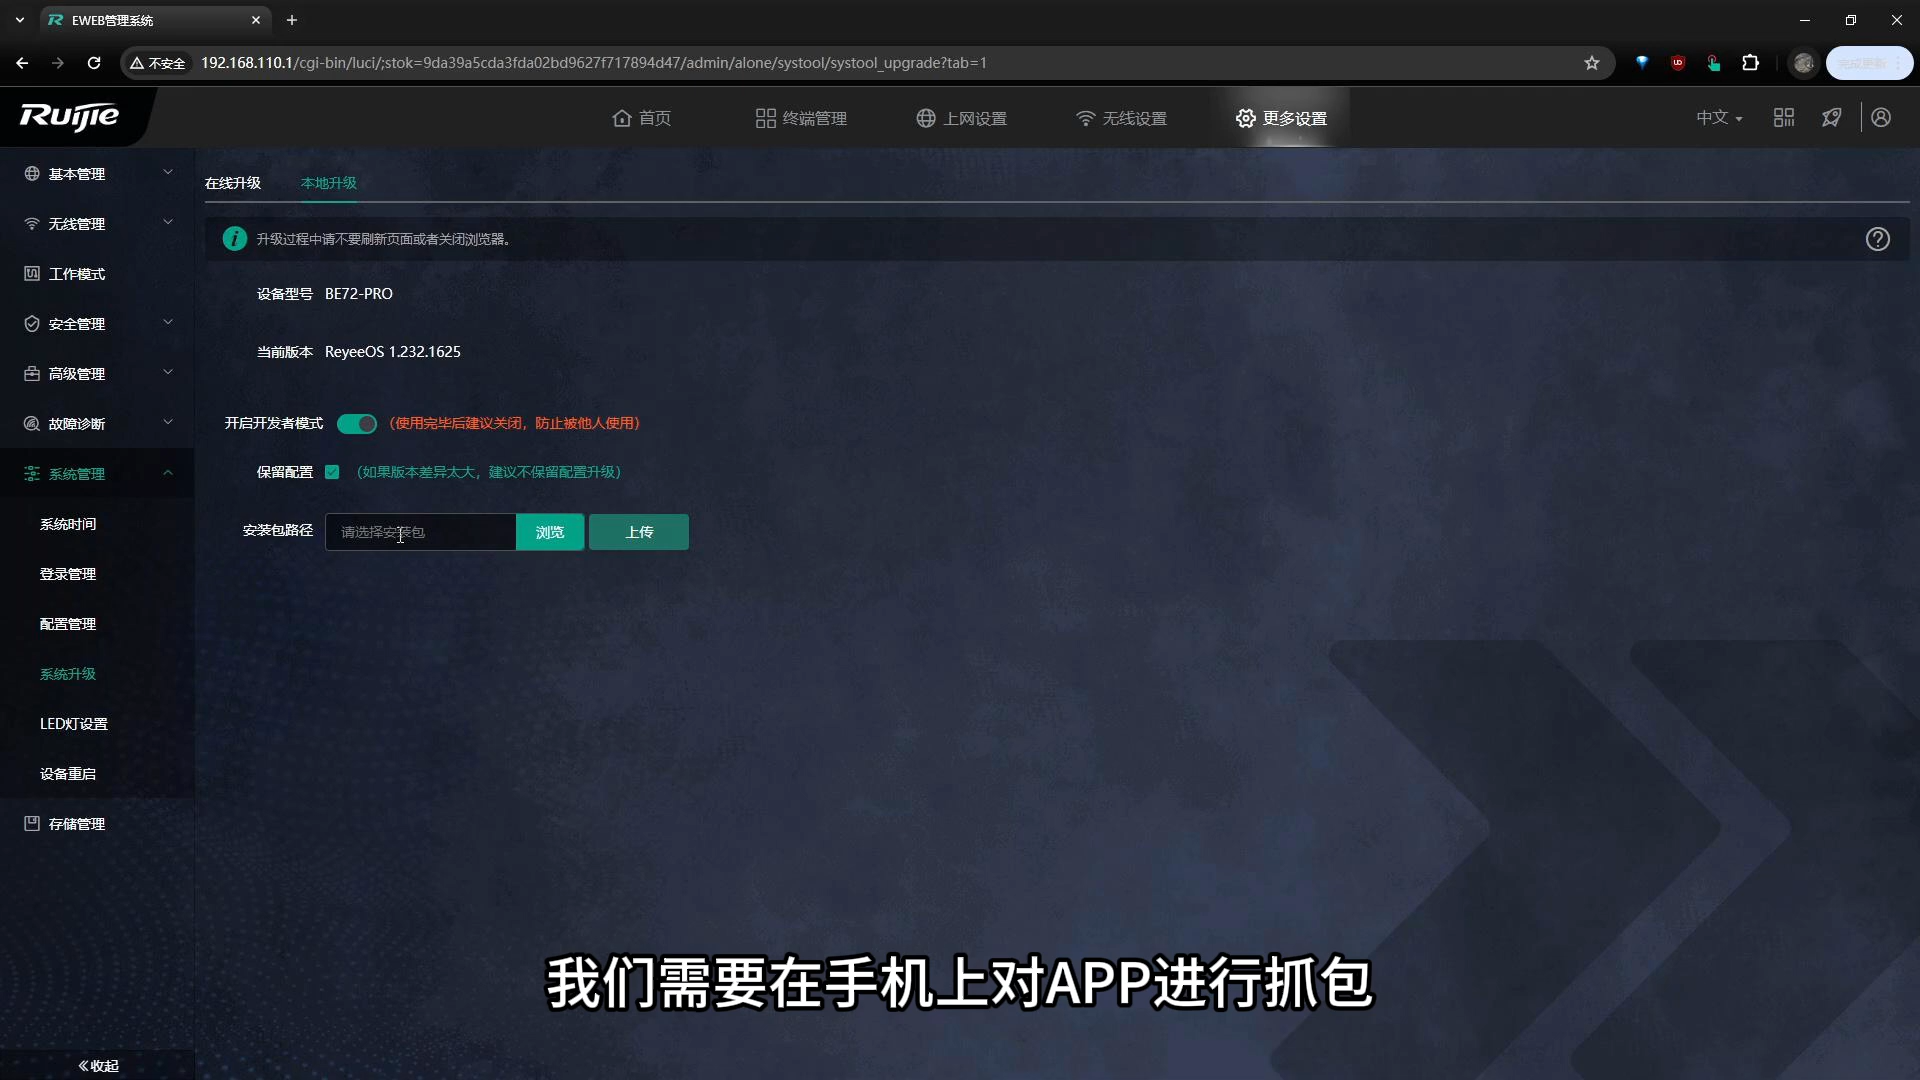 EWEB管理系统
不安全
192.168.110.1/cgi-bin/luci/;stok=9da39a5cda3fda02bd9627f717894d47/admin/alone/systool/systool_upgrade?tab=1
完成更新
Ruijie
首页
终端管理
上网设置
无线设置
更多设置
中文
基本管理
无线管理
工作模式
安全管理
高级管理
故障诊断
系统管理
系统时间
登录管理
配置管理
系统升级
LED灯设置
设备重启
存储管理
«收起
在线升级
本地升级
升级过程中请不要刷新页面或者关闭浏览器。
设备型号 BE72-PRO
当前版本 ReyeeOS 1.232.1625
开启开发者模式 (使用完毕后建议关闭，防止被他人使用)
保留配置 (如果版本差异太大，建议不保留配置升级)
安装包路径 请选择安装包 浏览 上传
我们需要在手机上对APP进行抓包